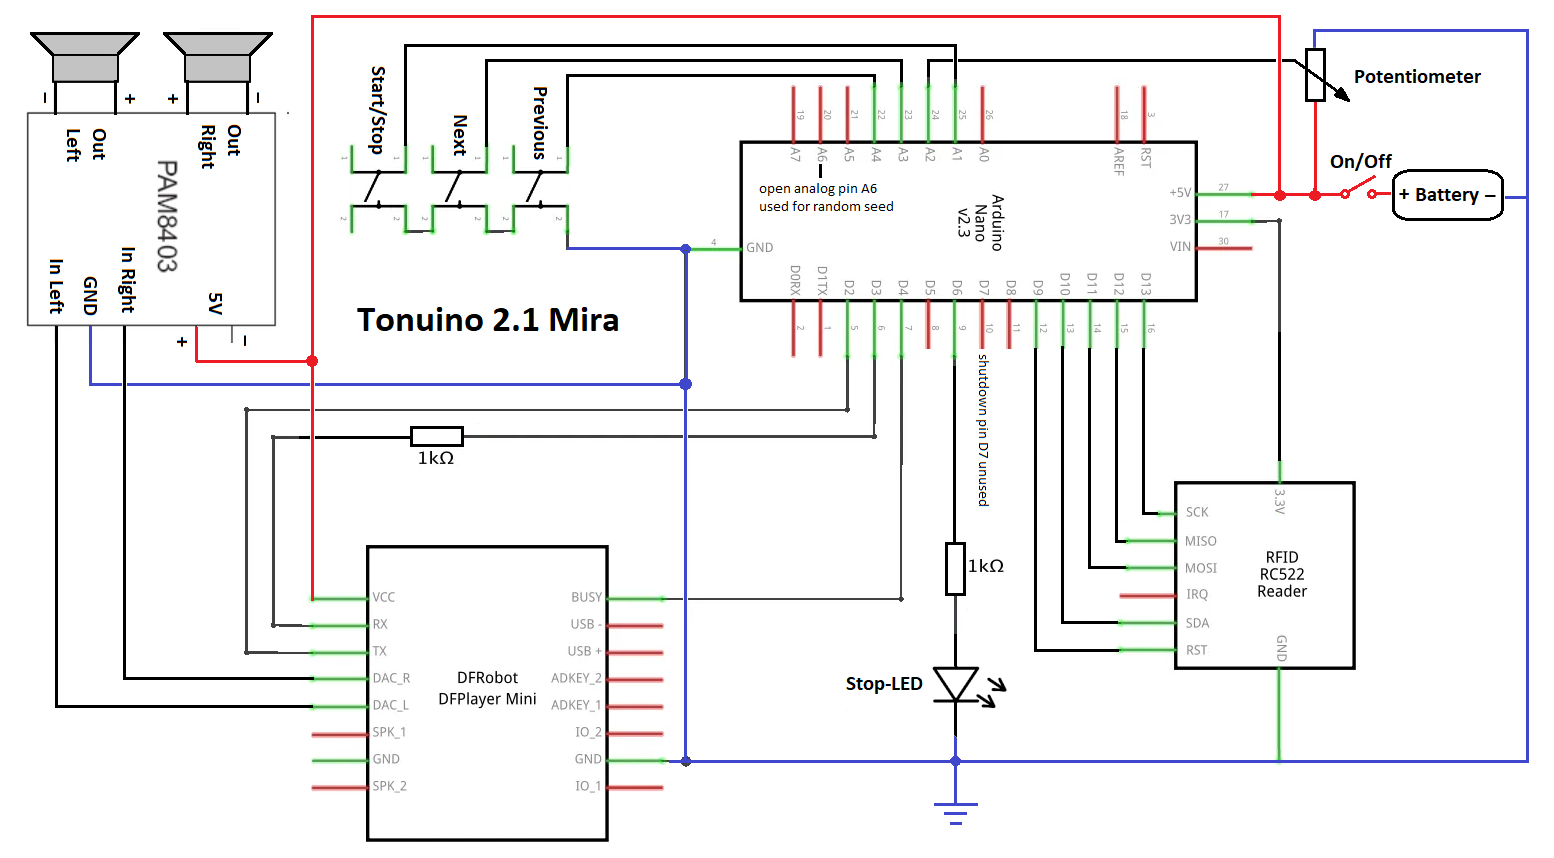 −
+
+
−
Out
Left
Out
Right
PAM8403
In Left
GND
In Right
5V
+
−
Start/Stop
Next
Previous
1
1
1
1
1
1
2
2
2
2
2
2
Tonuino 2.1 Mira
19
20
21
22
23
24
25
26
18
3
A7
A6
A5
A4
A3
A2
A1
A0
AREF
RST
open analog pin A6
used for random seed
Arduino
Nano
v2.3
4
GND
+5V
27
3V3
17
VIN
30
D0RX
D1TX
D2
D3
D4
D5
D6
D7
D8
D9
D10
D11
D12
D13
2
1
5
6
7
8
9
10
11
12
13
14
15
16
shutdown pin D7 unused
Potentiometer
On/Off
+ Battery −
1kΩ
1kΩ
Stop-LED
VCC
RX
TX
DAC_R
DAC_L
SPK_1
GND
SPK_2
DFRobot
DFPlayer Mini
BUSY
USB -
USB +
ADKEY_2
ADKEY_1
IO_2
GND
IO_1
3.3V
SCK
MISO
MOSI
IRQ
SDA
RST
RFID
RC522
Reader
GND